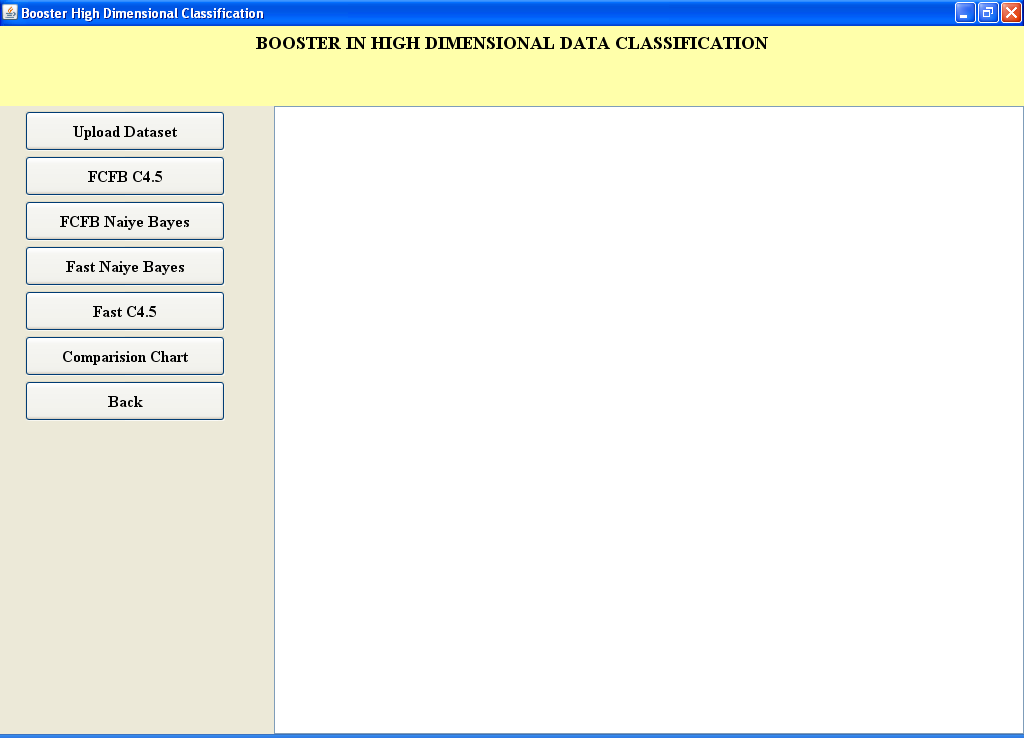 Booster High Dimensional Classification
BOOSTER IN HIGH DIMENSIONAL DATA CLASSIFICATION
Upload Dataset
FCFB C4.5
FCFB Naiye Bayes
Fast Naiye Bayes
Fast C4.5
Comparision Chart
Back